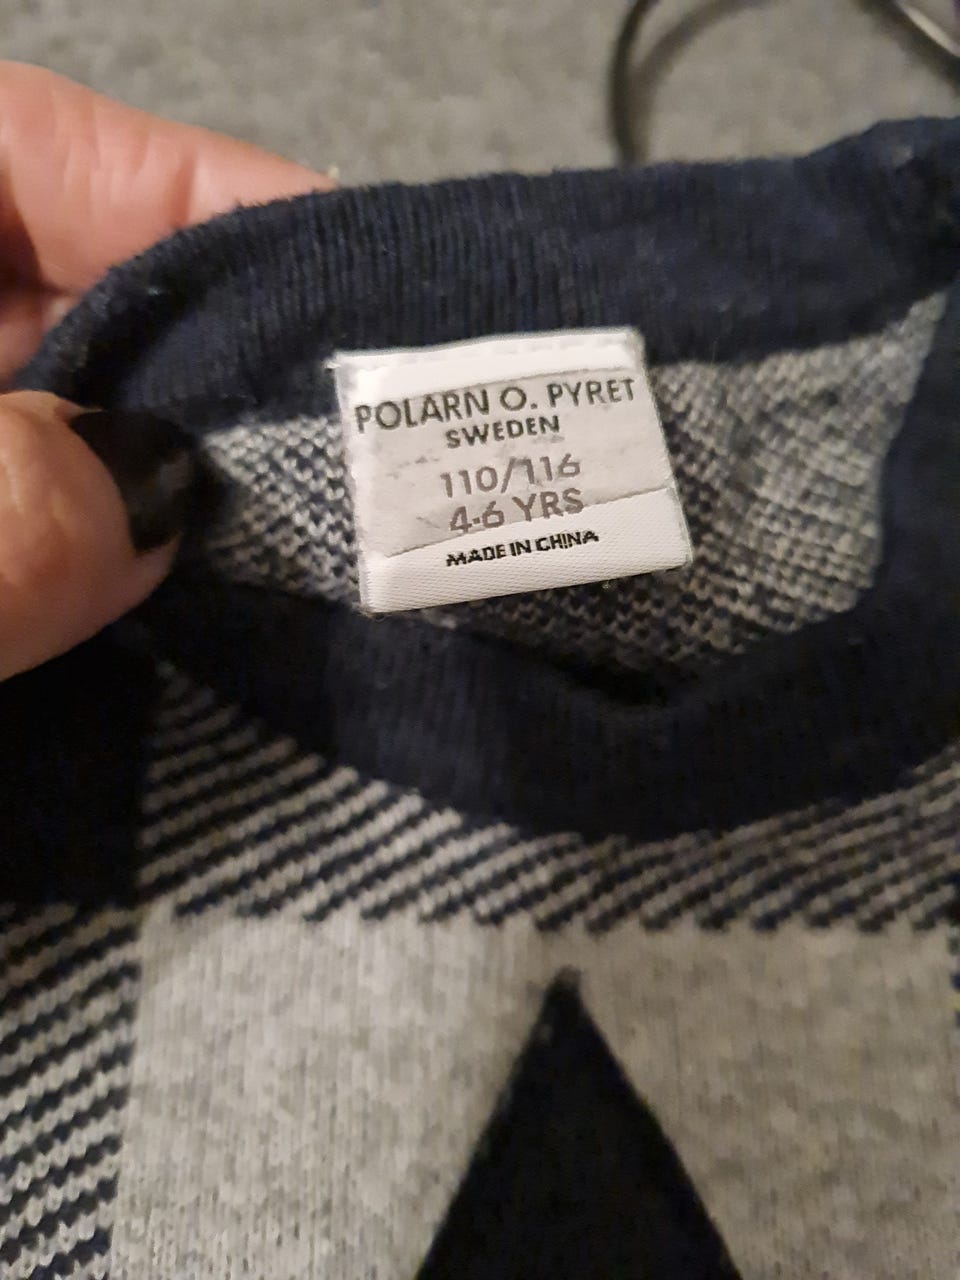 POLARN O. PYRET
SWEDEN
110/116
4-6 YRS
MADE IN CHINA